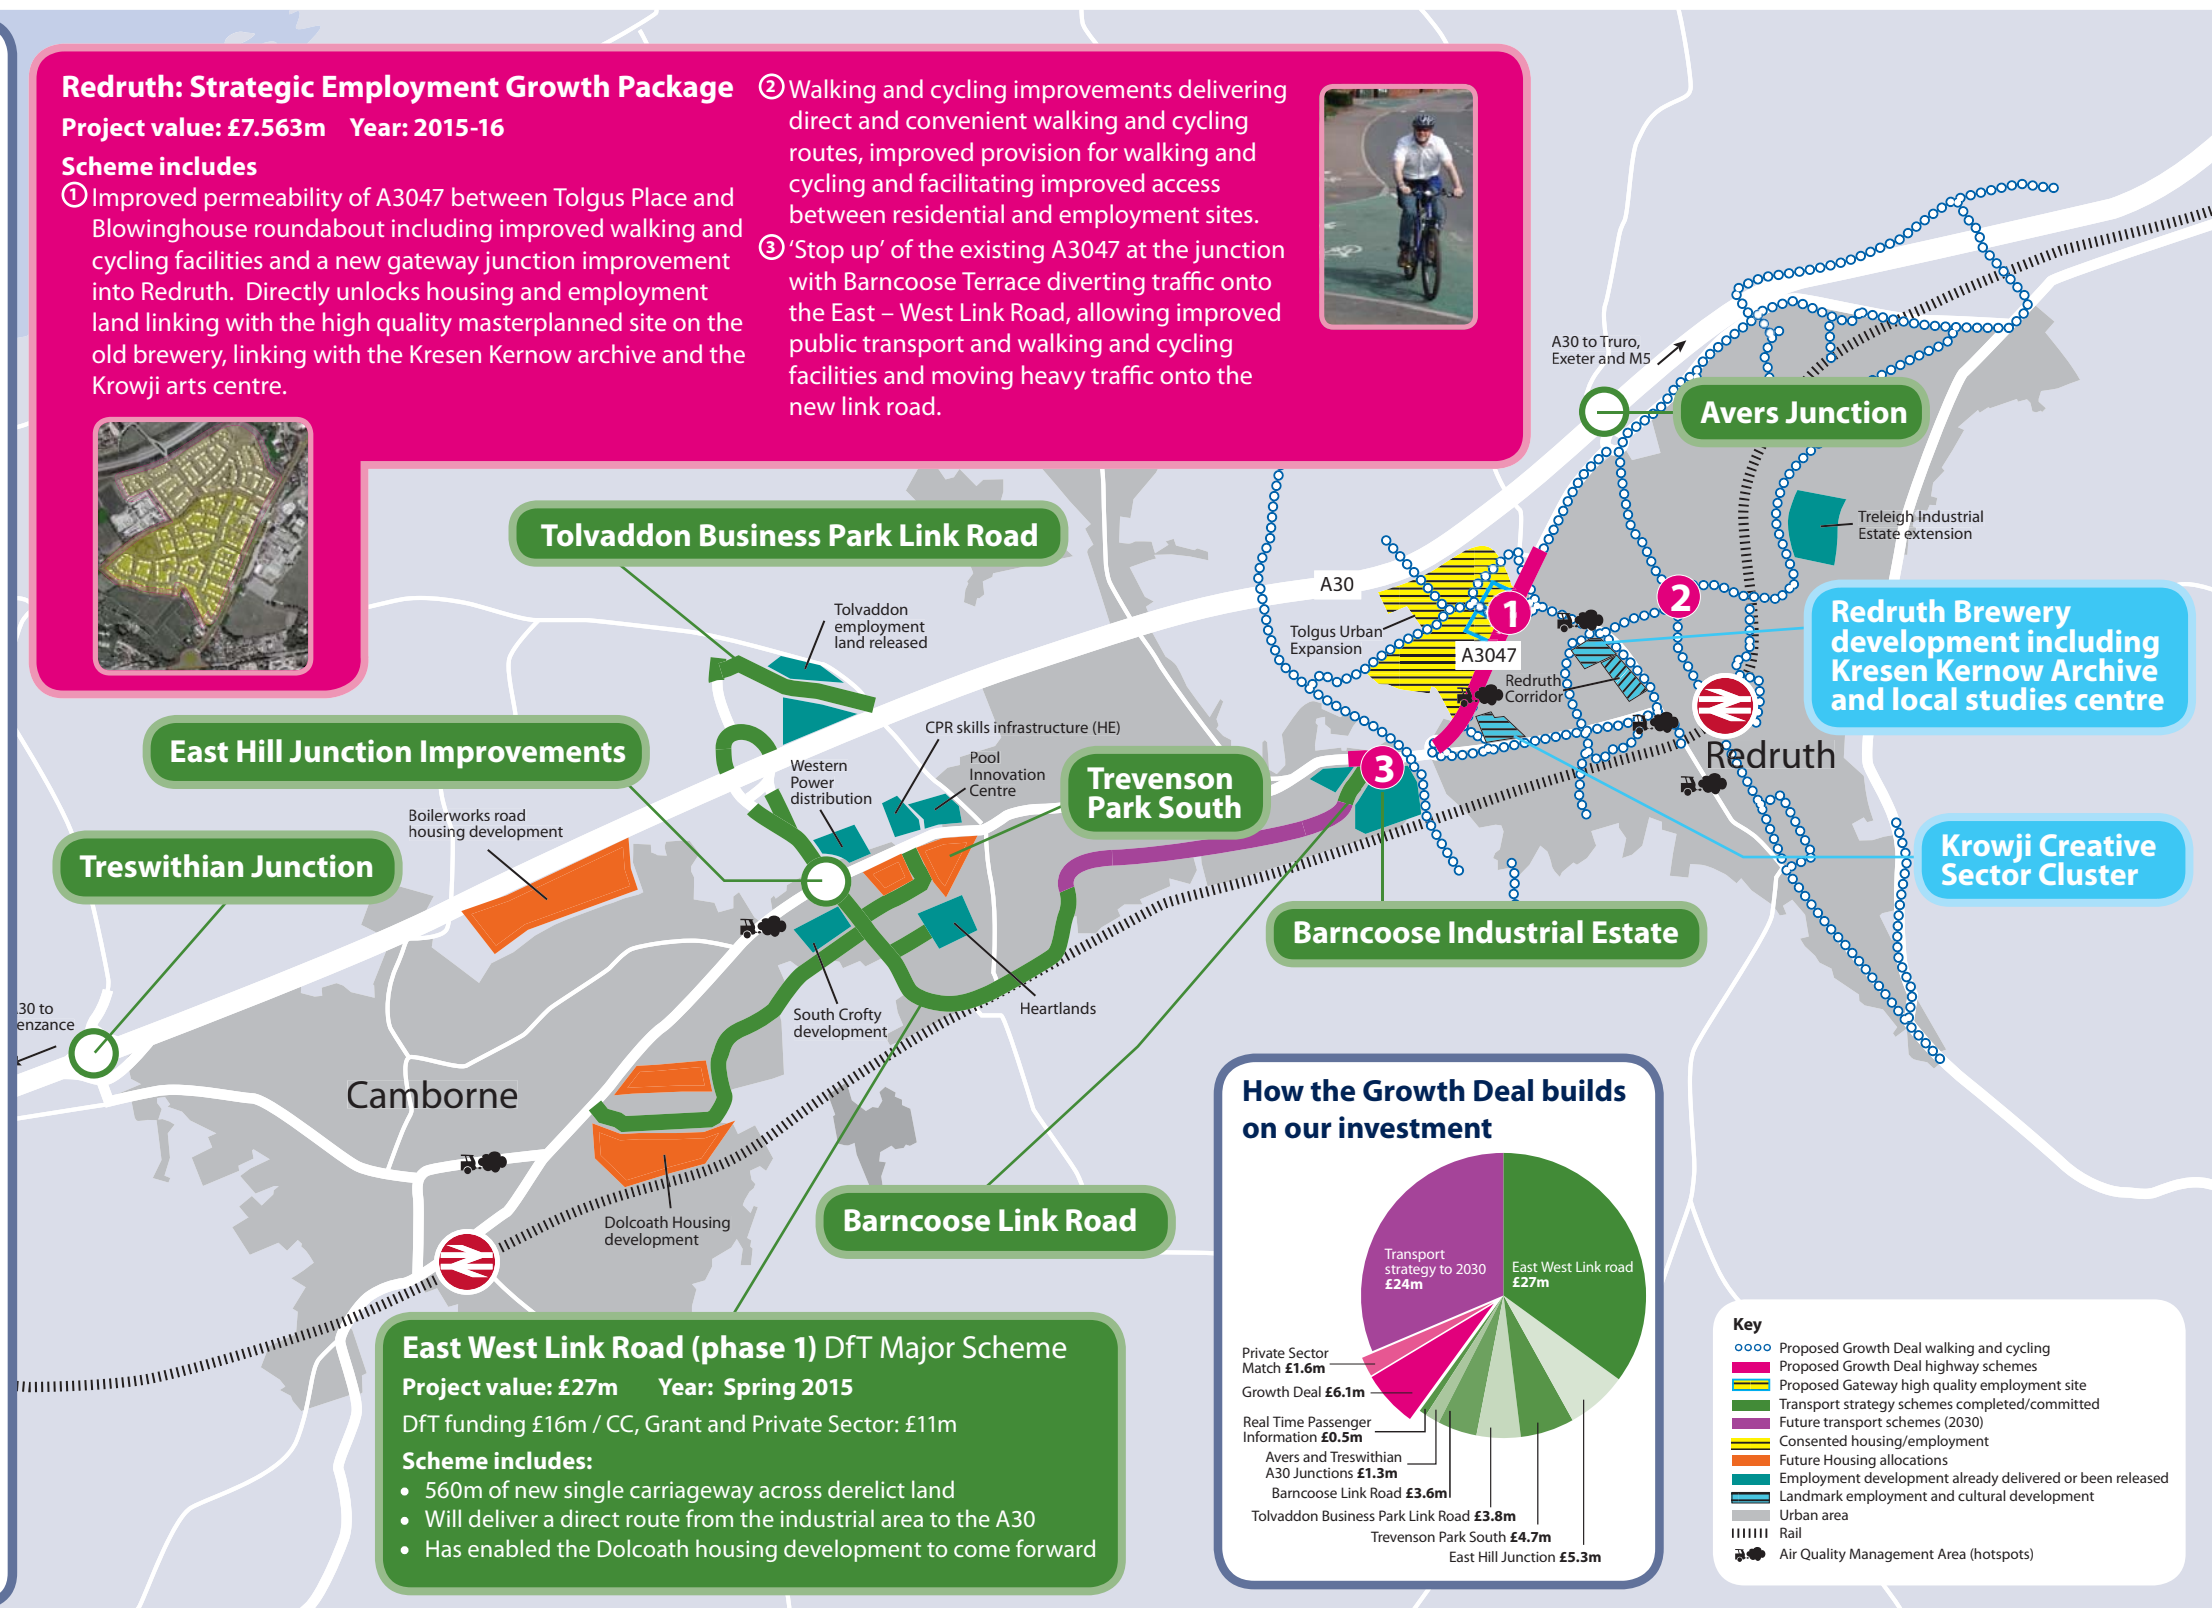 Redruth: Strategic Employment Growth Package
Project value: £7.563m Year: 2015-16
Scheme includes
1 Improved permeability of A3047 between Tolgus Place and
Blowinghouse roundabout including improved walking and
cycling facilities and a new gateway junction improvement
into Redruth. Directly unlocks housing and employment
land linking with the high quality masterplanned site on the
old brewery, linking with the Kresen Kernow archive and the
Krowji arts centre.
2 Walking and cycling improvements delivering
direct and convenient walking and cycling
routes, improved provision for walking and
cycling and facilitating improved access
between residential and employment sites.
3 ‘Stop up’ of the existing A3047 at the junction
with Barncoose Terrace diverting traffic onto
the East – West Link Road, allowing improved
public transport and walking and cycling
facilities and moving heavy traffic onto the
new link road.
A30 to Truro,
Exeter and M5
Avers Junction
Tolvaddon Business Park Link Road
Treleigh Industrial
Estate extension
A30
Tolvaddon
employment
land released
Tolgus Urban
Expansion
1
2
A3047
Redruth
Corridor
Redruth Brewery
development including
Kresen Kernow Archive
and local studies centre
East Hill Junction Improvements
CPR skills infrastructure (HE)
Pool
Innovation
Centre
Western
Power
distribution
Trevenson
Park South
3
Redruth
Boilerworks road
housing development
Treswithian Junction
Krowji Creative
Sector Cluster
Barncoose Industrial Estate
30 to
enzance
South Crofty
development
Heartlands
Camborne
Dolcoath Housing
development
Barncoose Link Road
East West Link Road (phase 1) DfT Major Scheme
Project value: £27m Year: Spring 2015
DfT funding £16m / CC, Grant and Private Sector: £11m
Scheme includes:
• 560m of new single carriageway across derelict land
• Will deliver a direct route from the industrial area to the A30
• Has enabled the Dolcoath housing development to come forward
How the Growth Deal builds
on our investment
Transport
strategy to 2030
£24m
East West Link road
£27m
Private Sector
Match £1.6m
Growth Deal £6.1m
Real Time Passenger
Information £0.5m
Avers and Treswithian
A30 Junctions £1.3m
Barncoose Link Road £3.6m
Tolvaddon Business Park Link Road £3.8m
Trevenson Park South £4.7m
East Hill Junction £5.3m
Key
Proposed Growth Deal walking and cycling
Proposed Growth Deal highway schemes
Proposed Gateway high quality employment site
Transport strategy schemes completed/committed
Future transport schemes (2030)
Consented housing/employment
Future Housing allocations
Employment development already delivered or been released
Landmark employment and cultural development
Urban area
Rail
Air Quality Management Area (hotspots)